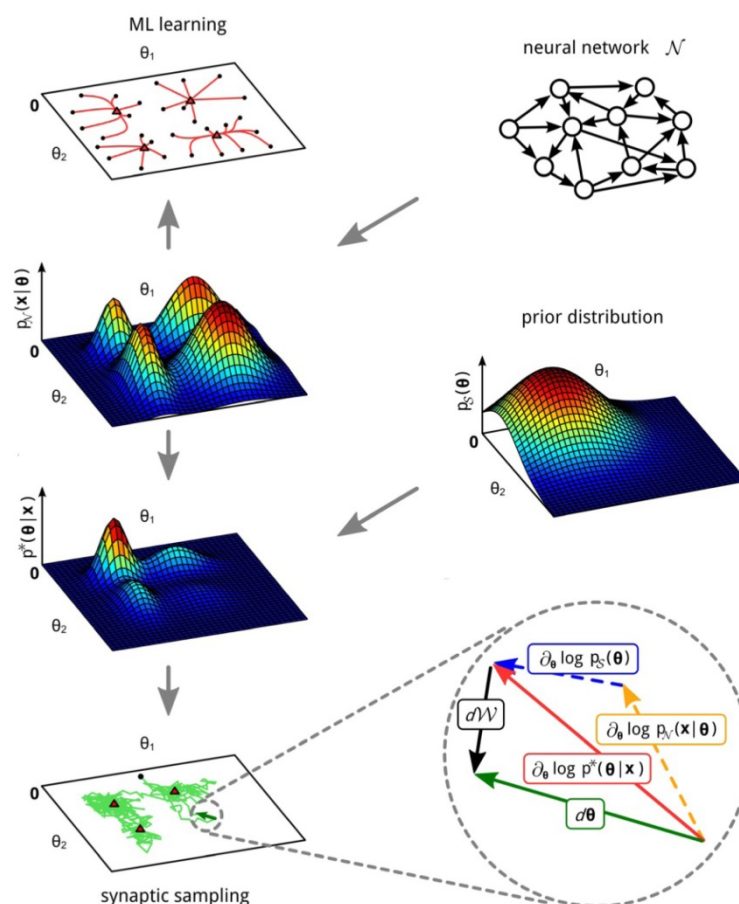 ML learning
θ₁
0
θ₂
neural network 𝒩
p𝒩(x|θ)
θ₁
0
θ₂
prior distribution
p𝒮(θ)
θ₁
0
θ₂
p*(θ|x)
θ₁
0
θ₂
∂θ log p𝒮(θ)
d𝒲
∂θ log p𝒩(x|θ)
∂θ log p*(θ|x)
dθ
θ₁
0
θ₂
synaptic sampling